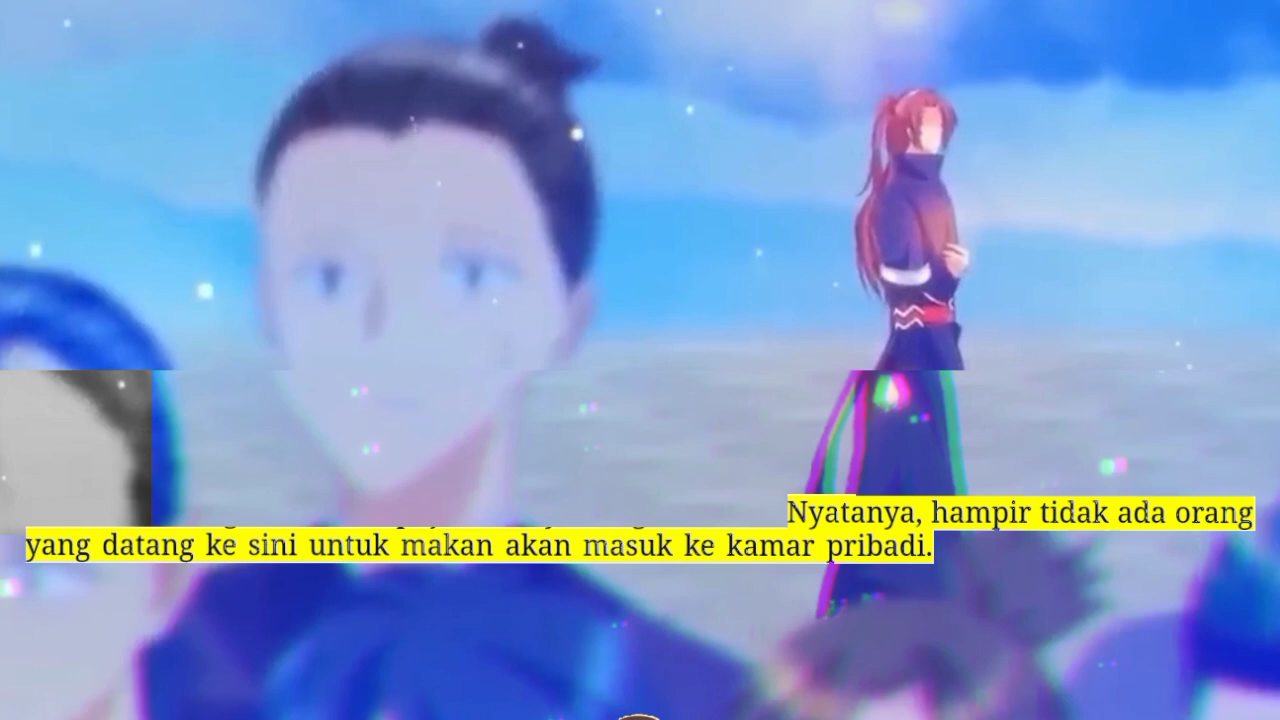 Nyatanya, hampir tidak ada orang
yang datang ke sini untuk makan akan masuk ke kamar pribadi.